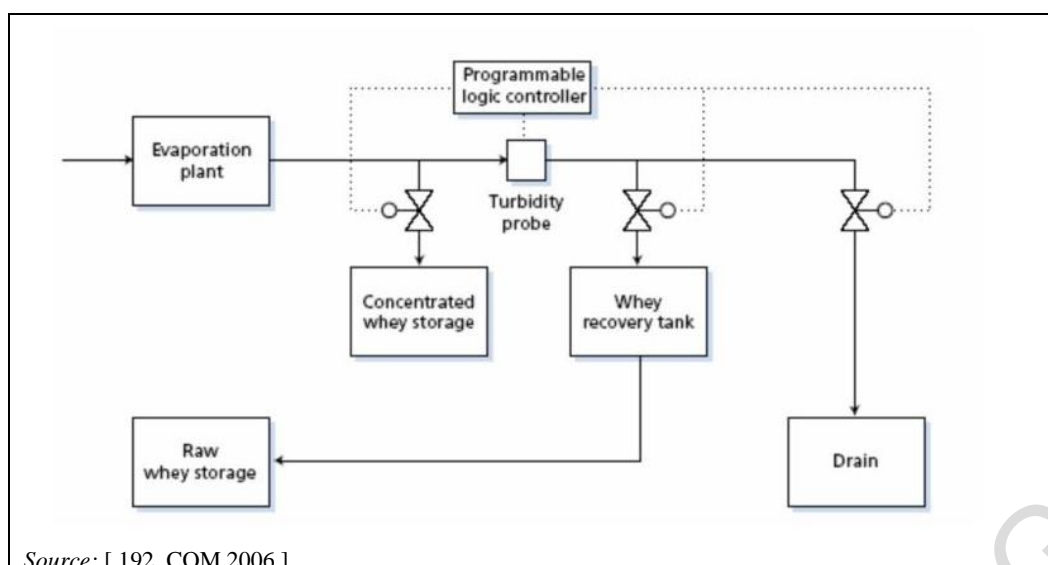 Programmable
logic controller
Evaporation
plant
Turbidity
probe
Concentrated
whey storage
Whey
recovery tank
Raw
whey storage
Drain
Source: [ 192, COM 2006 ]